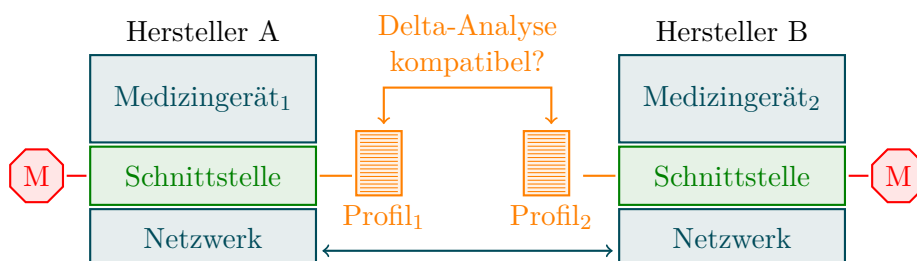 Hersteller A
Delta-Analyse
kompatibel?
Hersteller B
Medizingerät₁
Medizingerät₂
M
Schnittstelle
Profil₁
Profil₂
Schnittstelle
M
Netzwerk
Netzwerk